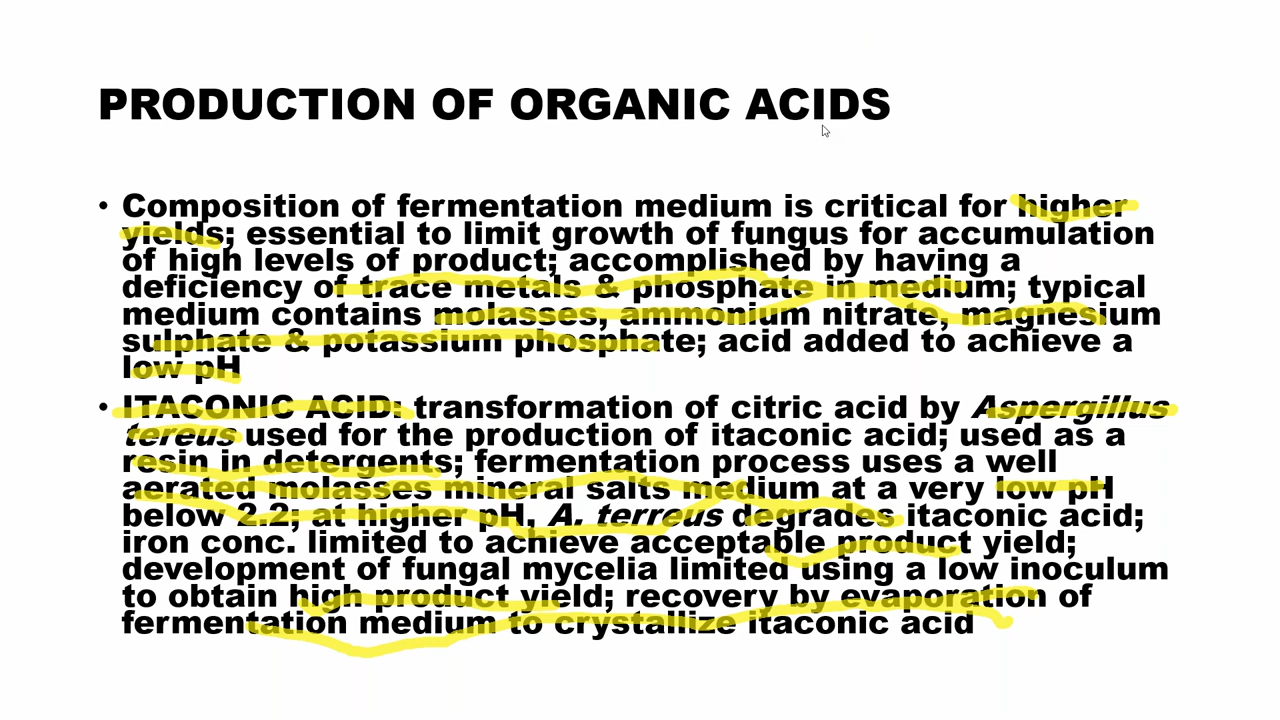 PRODUCTION OF ORGANIC ACIDS
• Composition of fermentation medium is critical for higher
yields; essential to limit growth of fungus for accumulation
of high levels of product; accomplished by having a
deficiency of trace metals & phosphate in medium; typical
medium contains molasses, ammonium nitrate, magnesium
sulphate & potassium phosphate; acid added to achieve a
low pH
• ITACONIC ACID: transformation of citric acid by Aspergillus
tereus used for the production of itaconic acid; used as a
resin in detergents; fermentation process uses a well
aerated molasses mineral salts medium at a very low pH
below 2.2; at higher pH, A. terreus degrades itaconic acid;
iron conc. limited to achieve acceptable product yield;
development of fungal mycelia limited using a low inoculum
to obtain high product yield; recovery by evaporation of
fermentation medium to crystallize itaconic acid